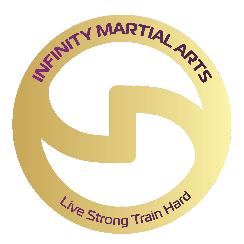 INFINITY MARTIAL ARTS
Live Strong Train Hard